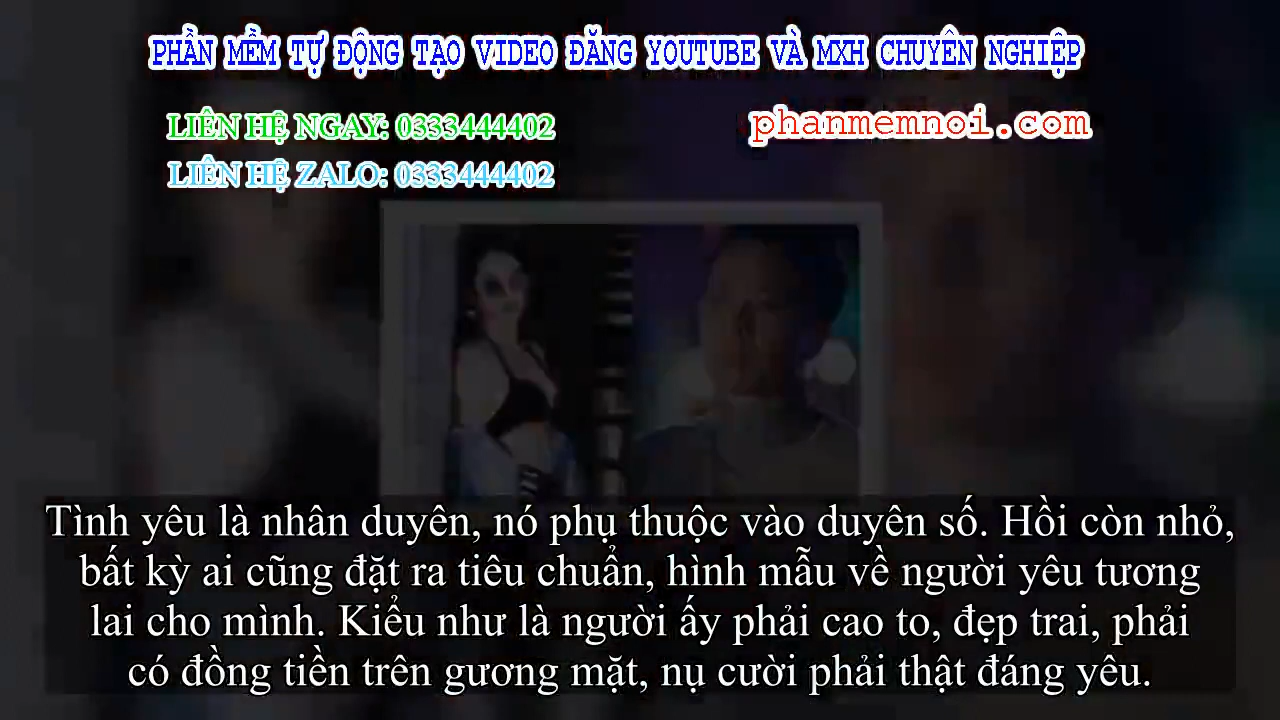 PHẦN MỀM TỰ ĐỘNG TẠO VIDEO ĐĂNG YOUTUBE VÀ MXH CHUYÊN NGHIỆP
LIÊN HỆ NGAY: 0333444402
phanmemnoi.com
LIÊN HỆ ZALO: 0333444402
Tình yêu là nhân duyên, nó phụ thuộc vào duyên số. Hồi còn nhỏ,
bất kỳ ai cũng đặt ra tiêu chuẩn, hình mẫu về người yêu tương
lai cho mình. Kiểu như là người ấy phải cao to, đẹp trai, phải
có đồng tiền trên gương mặt, nụ cười phải thật đáng yêu.